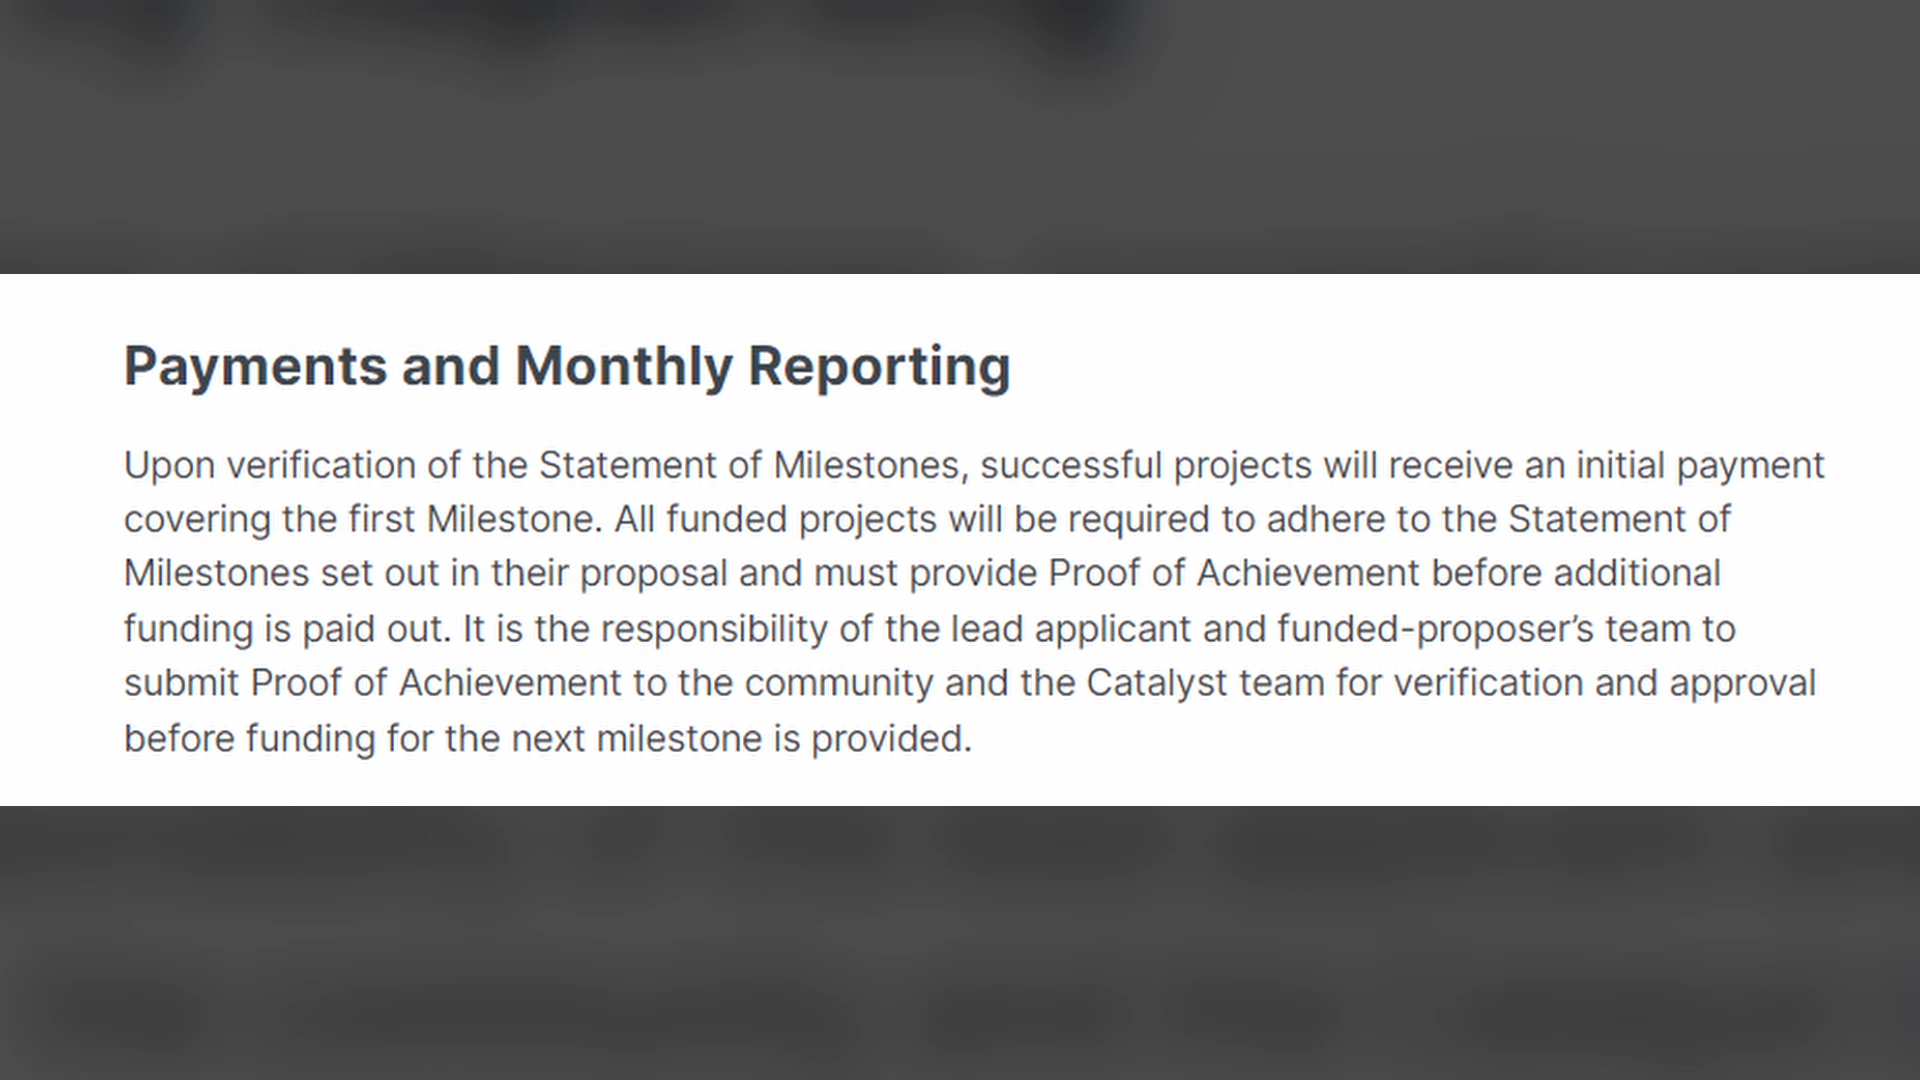 Payments and Monthly Reporting
Upon verification of the Statement of Milestones, successful projects will receive an initial payment
covering the first Milestone. All funded projects will be required to adhere to the Statement of
Milestones set out in their proposal and must provide Proof of Achievement before additional
funding is paid out. It is the responsibility of the lead applicant and funded-proposer’s team to
submit Proof of Achievement to the community and the Catalyst team for verification and approval
before funding for the next milestone is provided.